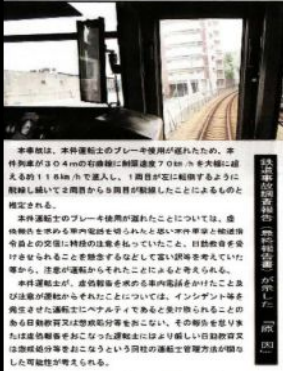 鉄道事故調査報告（最終報告書）が示した「原因」
本事故は、本件運転士のブレーキ使用が遅れたため、本
件列車が304mの右曲線に制限速度70km/hを大幅に超
える約116km/hで進入し、1両目が左に転倒するように
脱線し続いて2両目から5両目が脱線したことによるものと
推定される。
本件運転士のブレーキ使用が遅れたことについては、虚
偽報告を求める車内電話を切られたと思い本件車掌と輸送指
令員との交信に特段の注意を払っていたこと、日勤教育を受
けさせられることを懸念するなどして言い訳等を考えていた
等から、注意が運転からそれたことによると考えられる。
本件運転士が、虚偽報告を求める車内電話をかけたこと及
び注意が運転からそれたことについては、インシデント等を
発生させた運転士にペナルティであると受け取られることの
ある日勤教育又は懲戒処分等をおこない、その報告を怠りま
たは虚偽報告をおこなった運転士にはより厳しい日勤教育又
は懲戒処分等をおこなうという同社の運転士管理方法が関与
した可能性が考えられる。